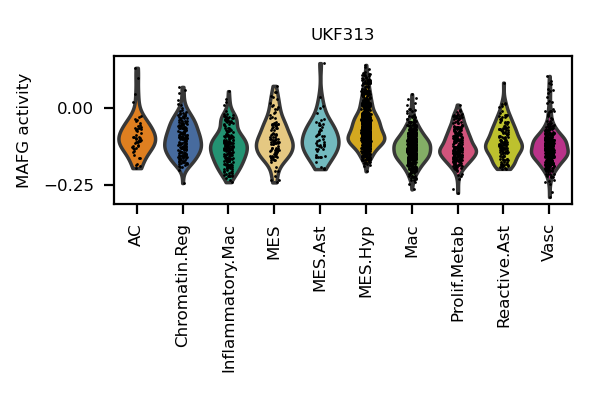 UKF313
MAFG activity
0.00
−0.25
AC
Chromatin.Reg
Inflammatory.Mac
MES
MES.Ast
MES.Hyp
Mac
Prolif.Metab
Reactive.Ast
Vasc